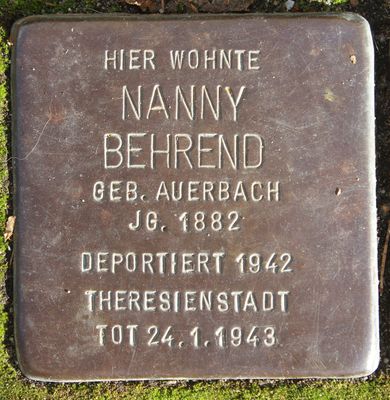 HIER WOHNTE
NANNY
BEHREND
GEB. AUERBACH
JG. 1882
DEPORTIERT 1942
THERESIENSTADT
TOT 24.1.1943